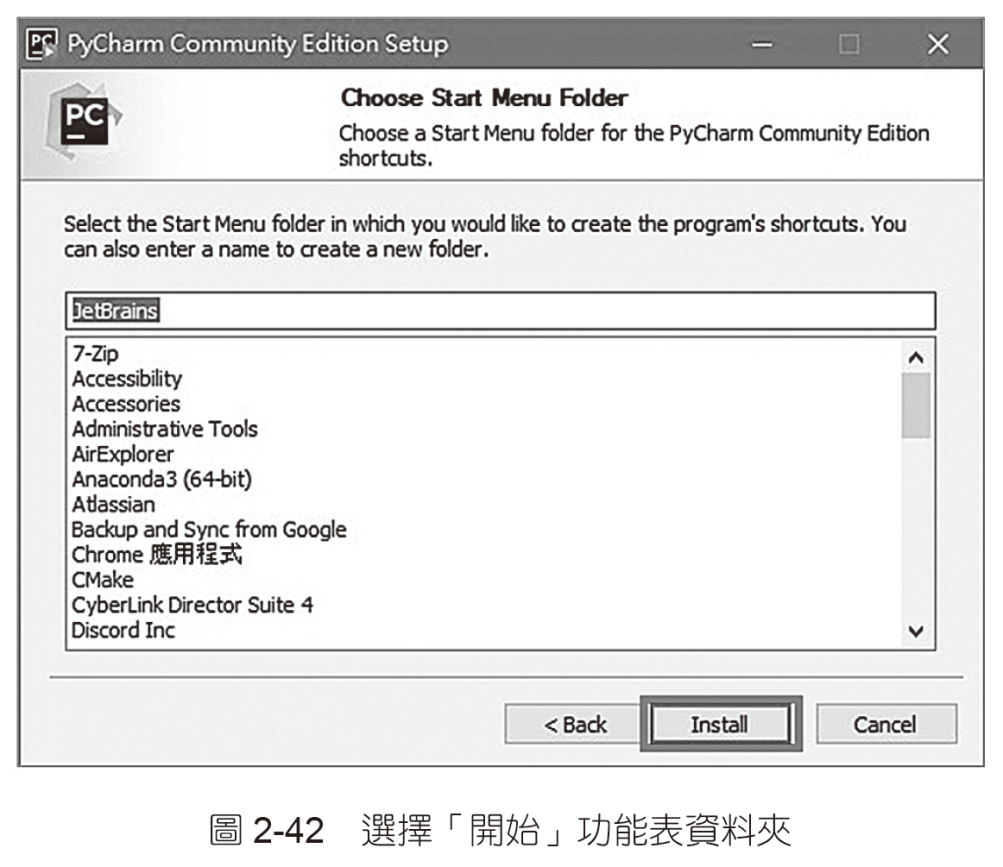 PyCharm Community Edition Setup
PC
Choose Start Menu Folder
Choose a Start Menu folder for the PyCharm Community Edition
shortcuts.
Select the Start Menu folder in which you would like to create the program's shortcuts. You
can also enter a name to create a new folder.
JetBrains
7-Zip
Accessibility
Accessories
Administrative Tools
AirExplorer
Anaconda3 (64-bit)
Atlassian
Backup and Sync from Google
Chrome 應用程式
CMake
CyberLink Director Suite 4
Discord Inc
< Back Install Cancel
圖 2-42 選擇「開始」功能表資料夾